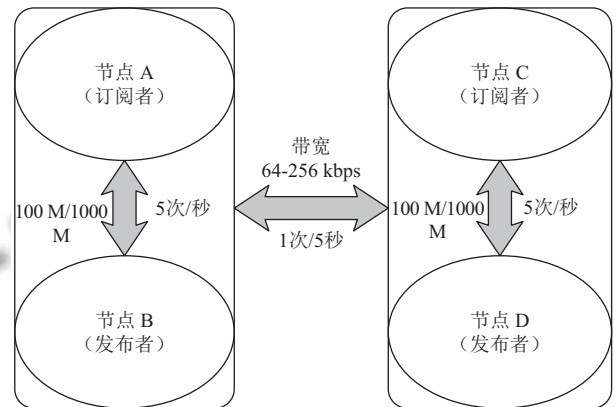 节点 A
（订阅者）
100 M/1000
M
5次/秒
节点 B
（发布者）
带宽
64-256 kbps
1次/5秒
节点 C
（订阅者）
100 M/1000
M
5次/秒
节点 D
（发布者）